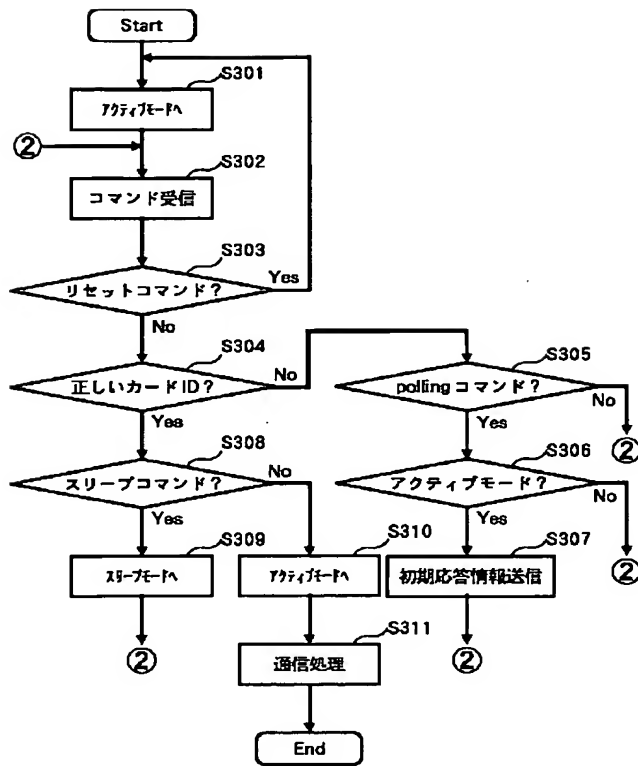 Start
S301
アクティブモードへ
②
S302
コマンド受信
S303
リセットコマンド?
Yes
No
S304
正しいカードID?
No
Yes
S305
pollingコマンド?
No
②
Yes
S308
スリープコマンド?
No
Yes
S306
アクティブモード?
No
②
Yes
S309
スリープモードへ
②
S310
アクティブモードへ
S307
初期応答情報送信
②
S311
通信処理
End